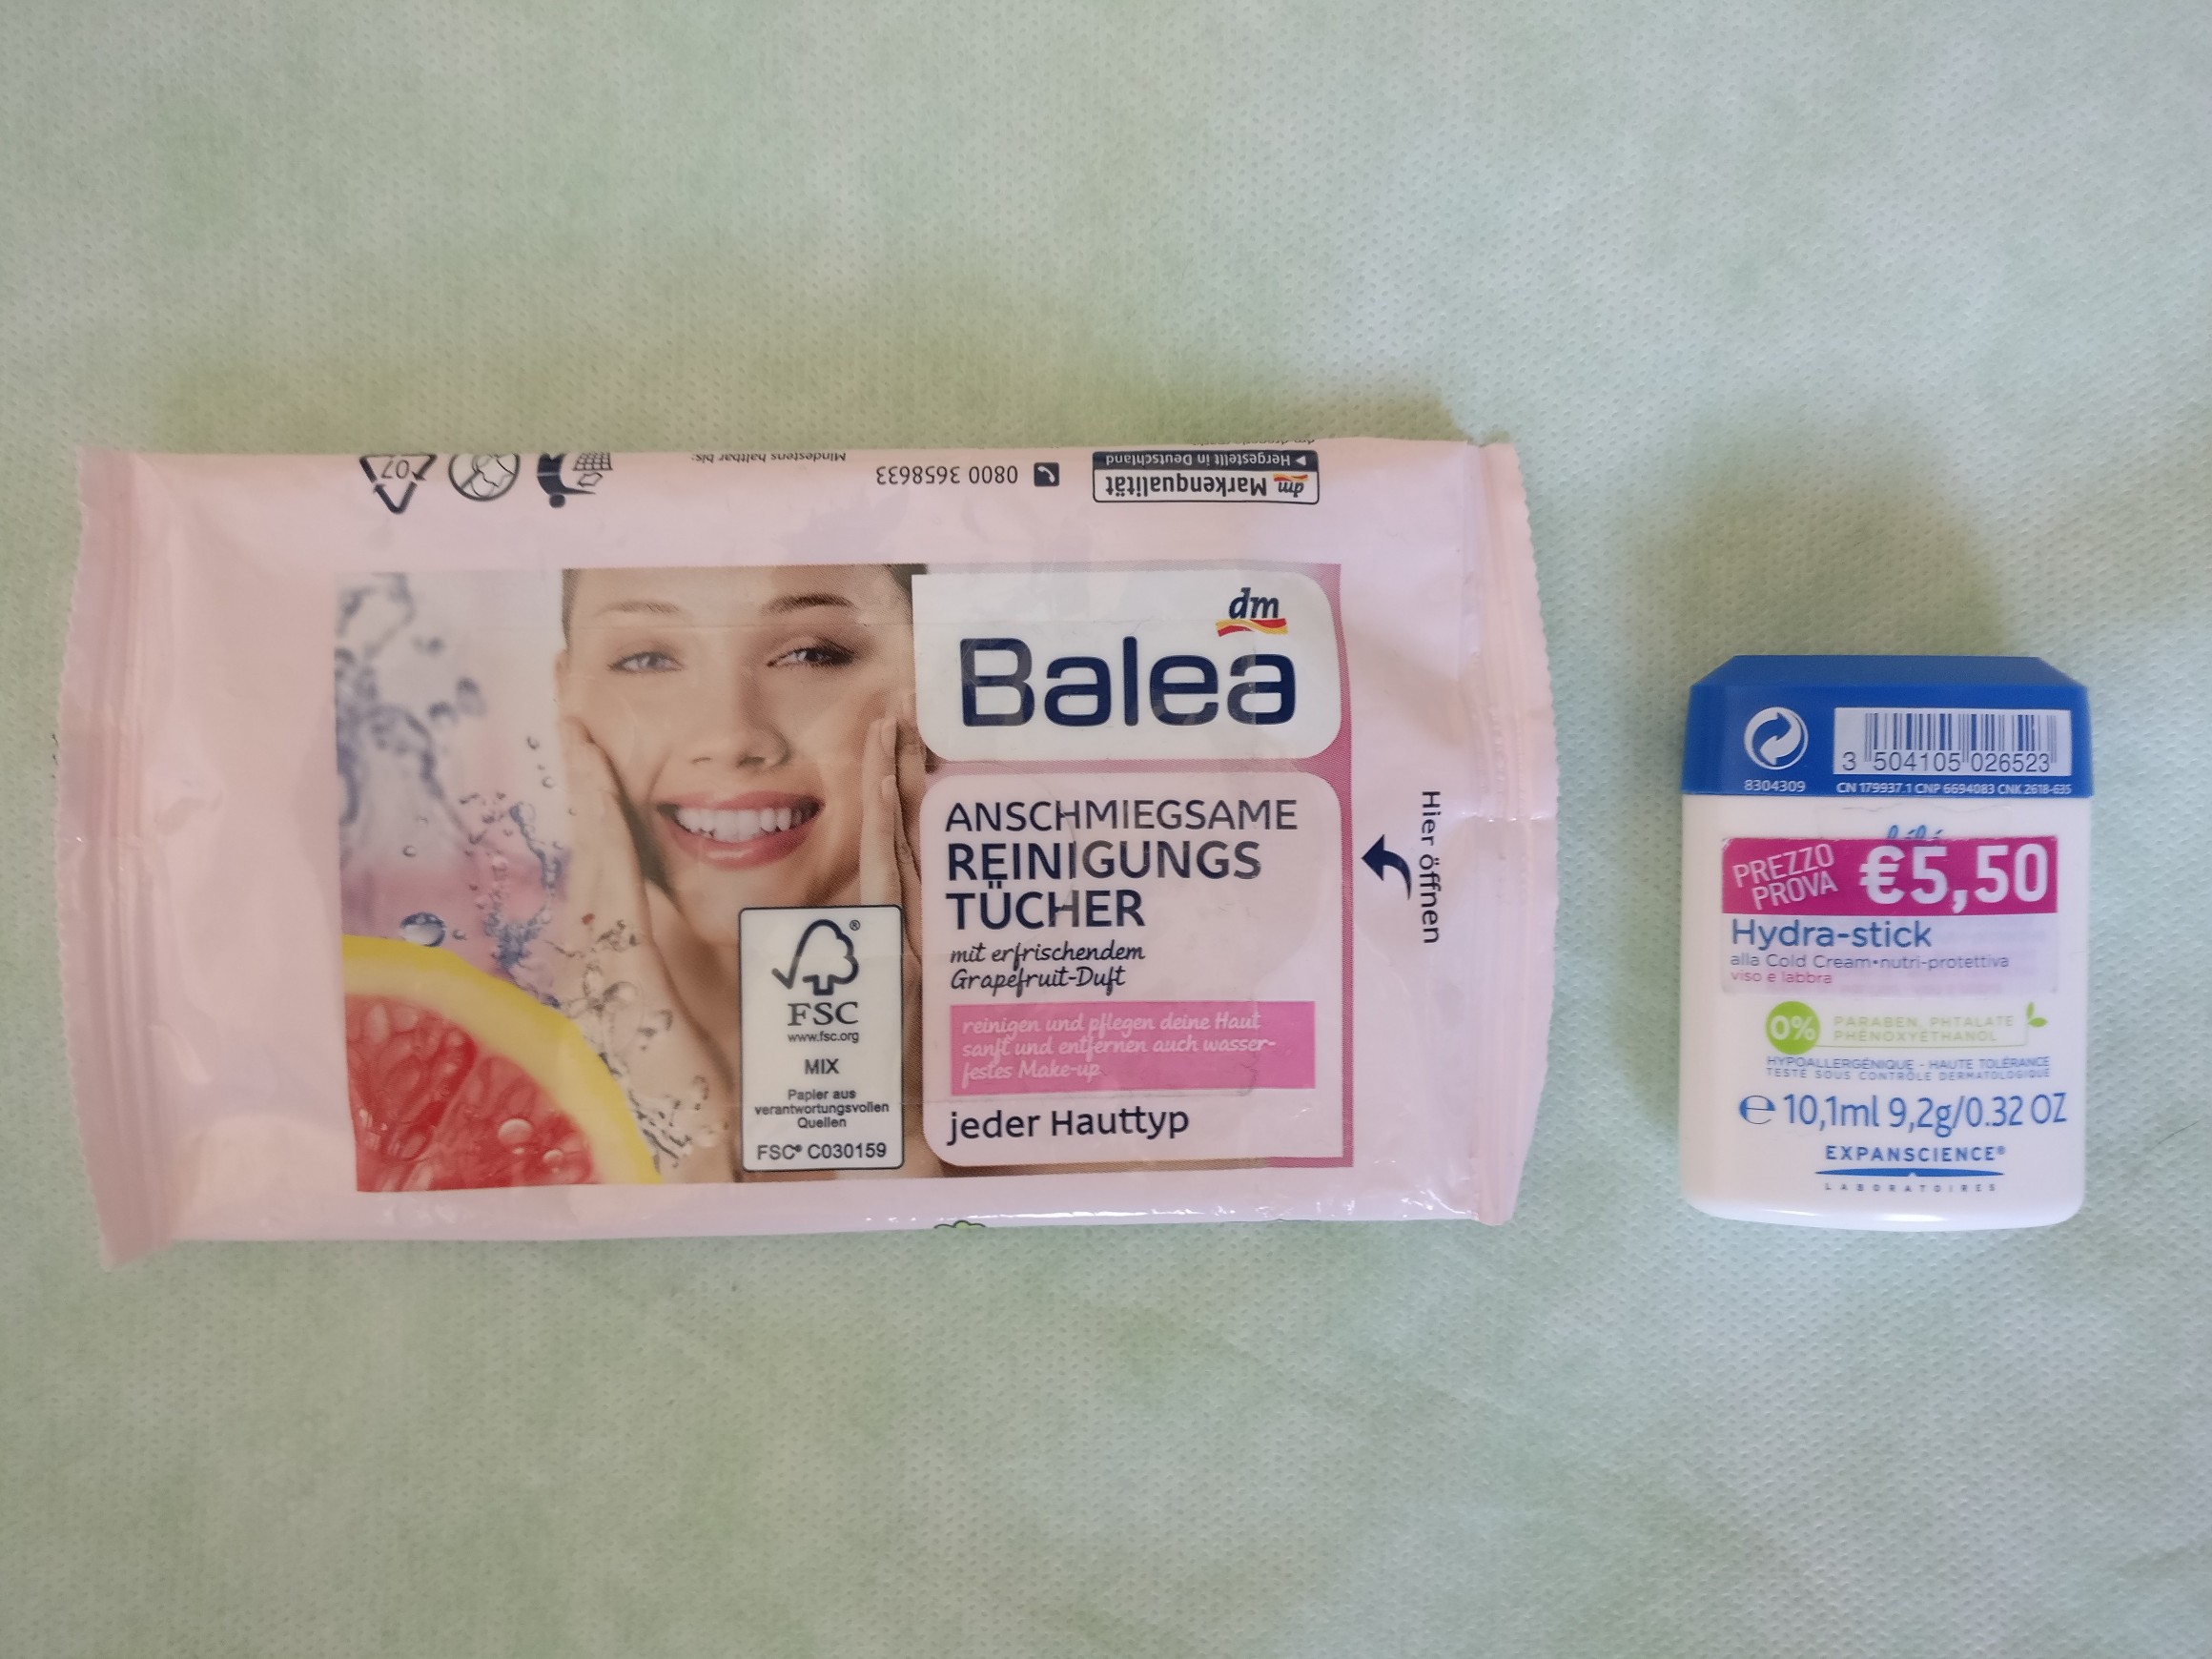 07
Mindestens haltbar bis:
0800 3658633
dm Markenqualität
Hergestellt in Deutschland
dm
Balea
ANSCHMIEGSAME
REINIGUNGS
TÜCHER
mit erfrischendem
Grapefruit-Duft
reinigen und pflegen deine Haut
sanft und entfernen auch wasser-
festes Make-up
jeder Hauttyp
Hier öffnen
®
FSC
www.fsc.org
MIX
Papier aus
verantwortungsvollen
Quellen
FSC® C030159
3 504105 026523
8304309
CN 179937.1 CNP 6694083 CNK 2618-635
PREZZO
PROVA
€5,50
Hydra-stick
alla Cold Cream•nutri-protettiva
viso e labbra
0%
PARABEN, PHTALATE
PHENOXYETHANOL
HYPOALLERGÉNIQUE - HAUTE TOLÉRANCE
TESTÉ SOUS CONTRÔLE DERMATOLOGIQUE
℮ 10,1ml 9,2g/0.32 OZ
EXPANSCIENCE®
LABORATOIRES